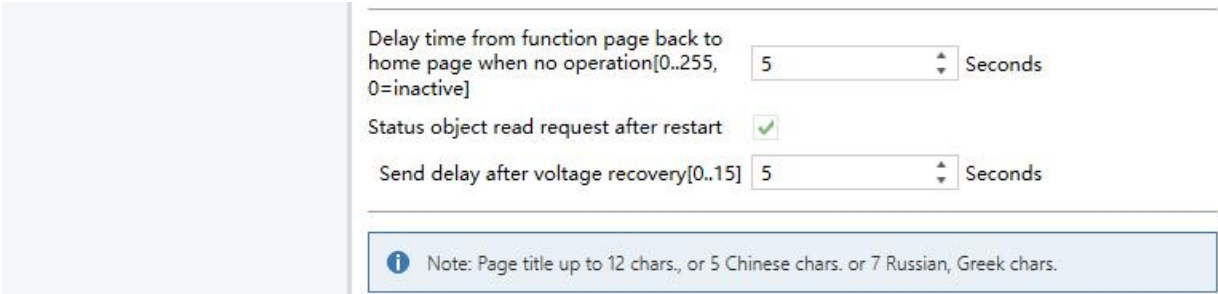 Delay time from function page back to
home page when no operation[0..255,
0=inactive]
5 Seconds
Status object read request after restart
Send delay after voltage recovery[0..15] 5 Seconds
Note: Page title up to 12 chars., or 5 Chinese chars. or 7 Russian, Greek chars.